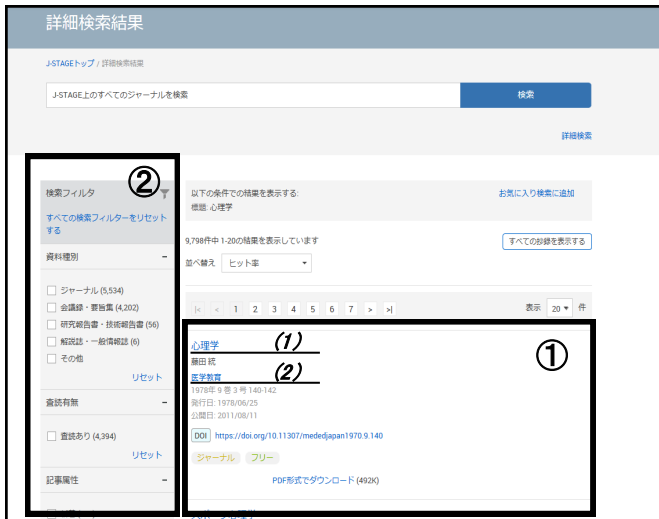 詳細検索結果
J-STAGEトップ / 詳細検索結果
J-STAGE上のすべてのジャーナルを検索
検索
詳細検索
②
検索フィルタ
すべての検索フィルターをリセット
する
資料種別 −
ジャーナル (5,534)
会議録・要旨集 (4,202)
研究報告書・技術報告書 (56)
解説誌・一般情報誌 (6)
その他
リセット
査読有無 −
査読あり (4,394)
リセット
記事属性 −
以下の条件での結果を表示する:
標題: 心理学
お気に入り検索に追加
9,798件中 1-20の結果を表示しています
すべての抄録を表示する
並べ替え ヒット率
|< < 1 2 3 4 5 6 7 > >|
表示 20 件
①
心理学 (1)
藤田 統
医学教育 (2)
1978年 9 巻 3 号 140-142
発行日: 1978/06/25
公開日: 2011/08/11
DOI https://doi.org/10.11307/mededjapan1970.9.140
ジャーナル フリー
PDF形式でダウンロード (492K)